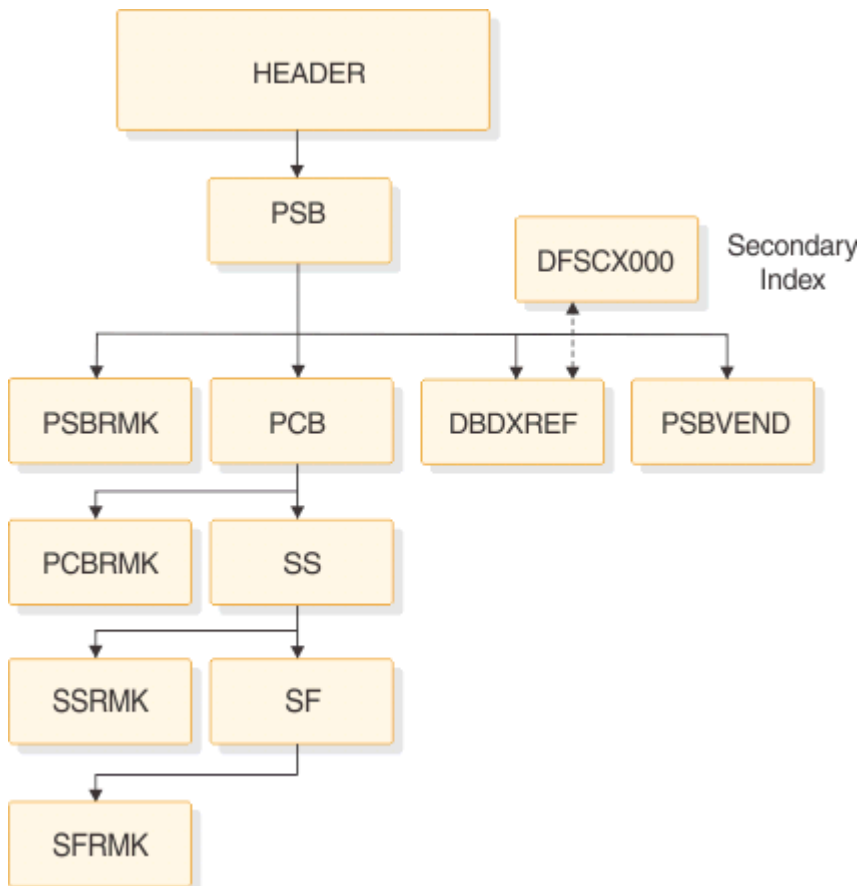 HEADER
PSB
DFSCX000
Secondary
Index
PSBRMK
PCB
DBDXREF
PSBVEND
PCBRMK
SS
SSRMK
SF
SFRMK